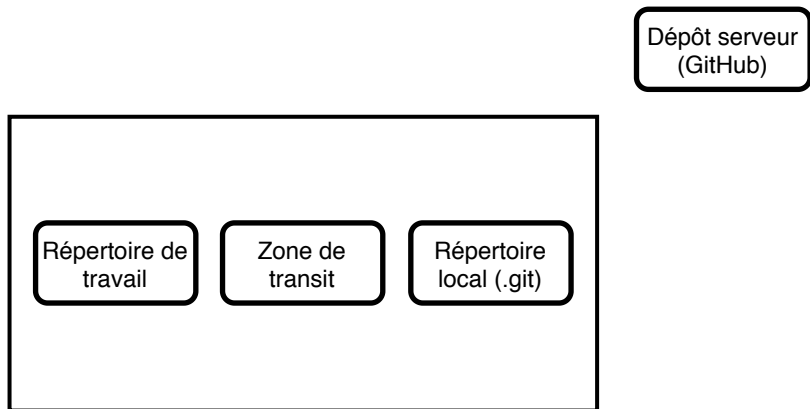 Dépôt serveur
(GitHub)
Répertoire de
travail
Zone de
transit
Répertoire
local (.git)